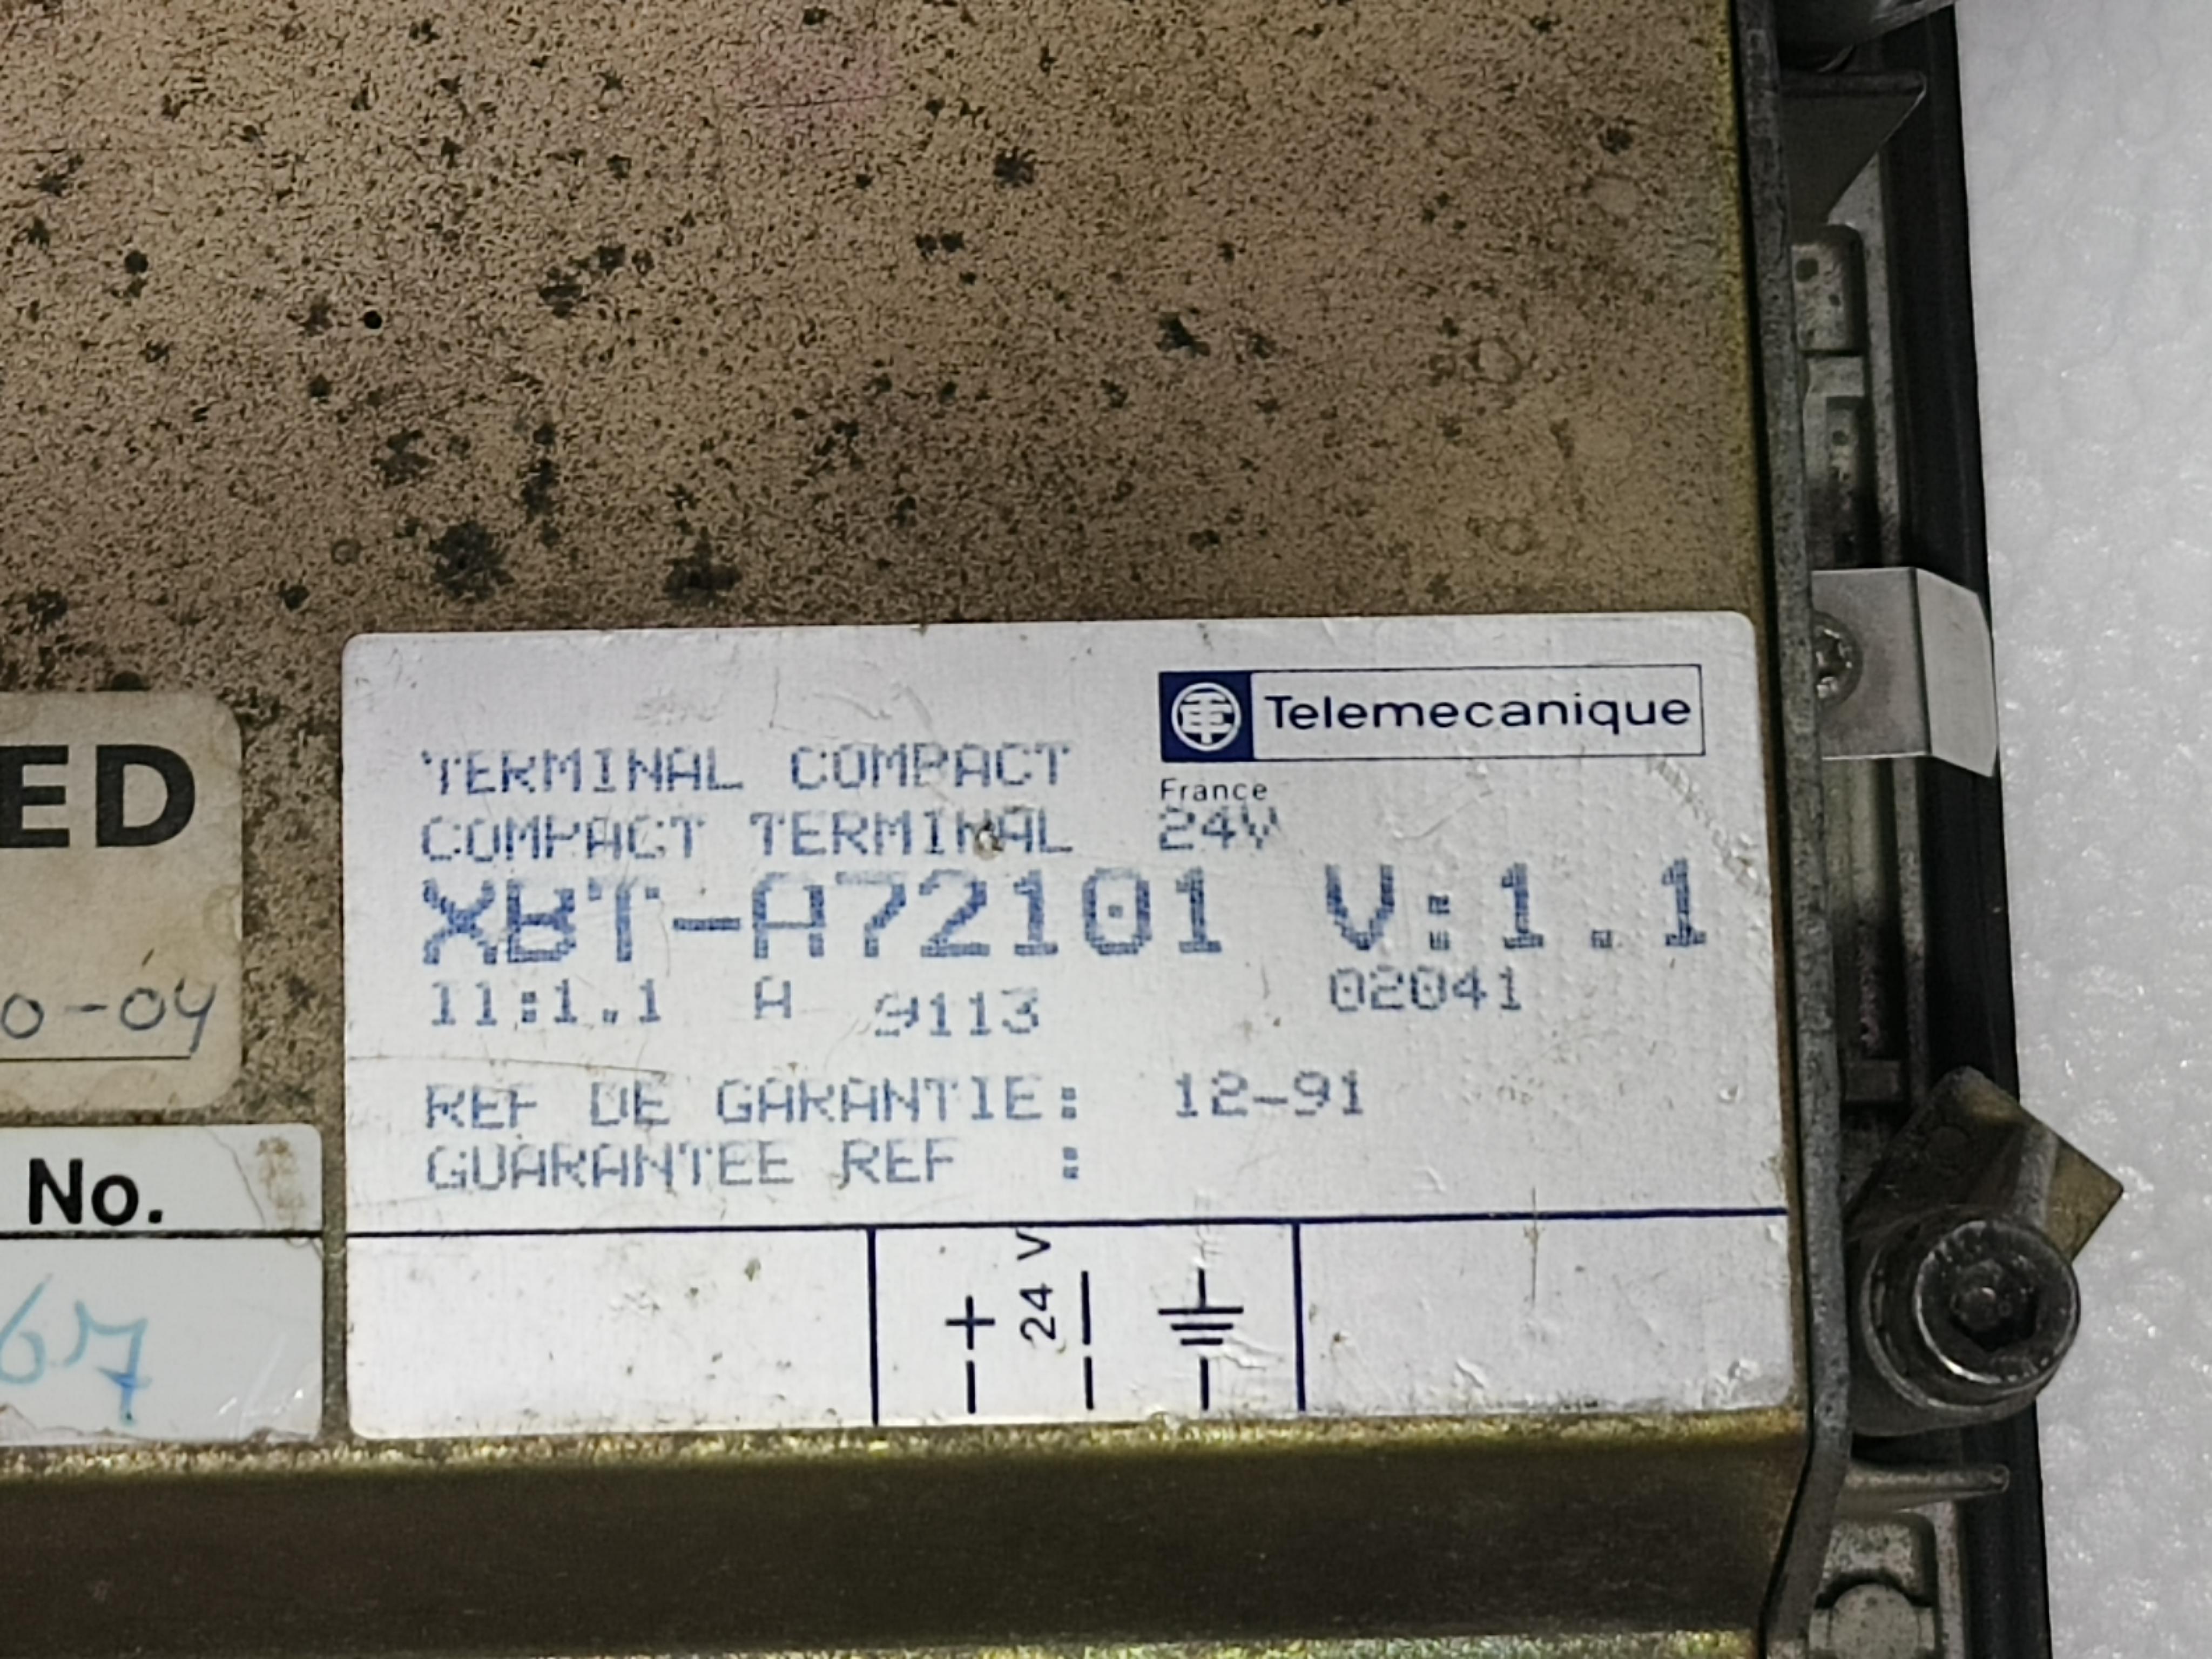 Telemecanique
TERMINAL COMPACT
France
COMPACT TERMINAL 24V
XBT-A72101 V:1.1
11:1.1 A 9113 02041
REF DE GARANTIE: 12-91
GUARANTEE REF :
+ 24 V −
ED
0-04
No.
67